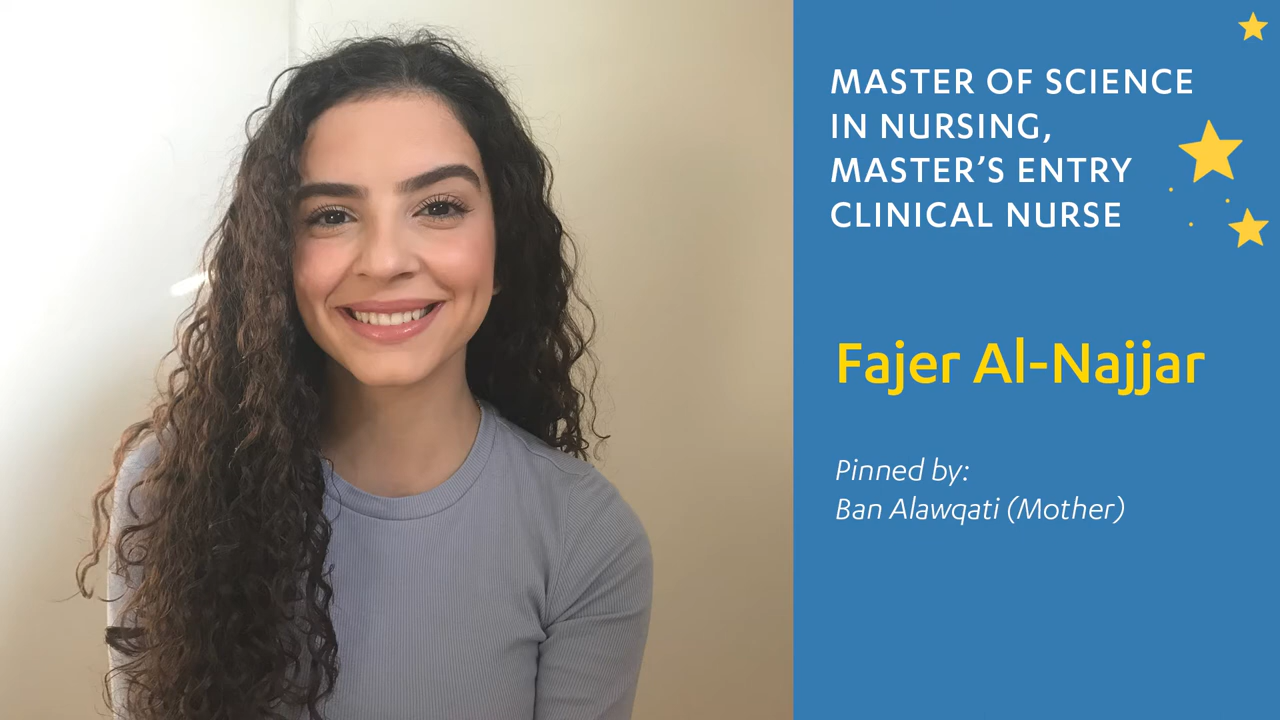 MASTER OF SCIENCE
IN NURSING,
MASTER’S ENTRY
CLINICAL NURSE
Fajer Al-Najjar
Pinned by:
Ban Alawqati (Mother)